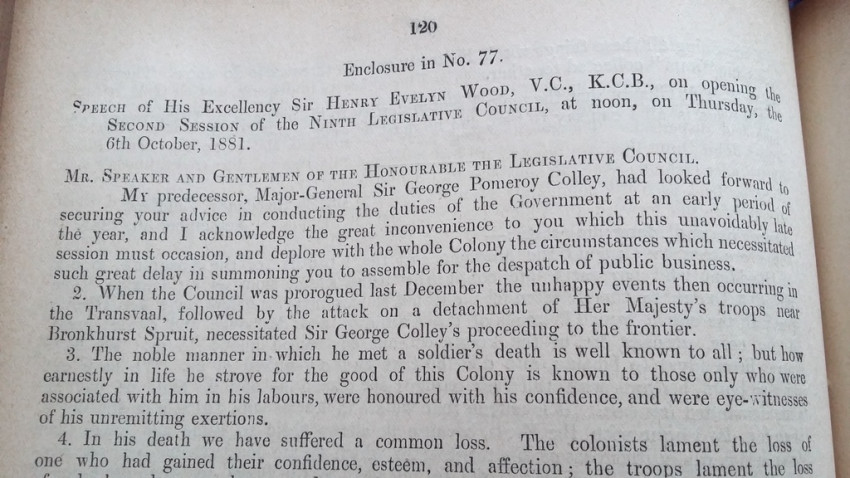 120
Enclosure in No. 77.
SPEECH of His Excellency Sir HENRY EVELYN WOOD, V.C., K.C.B., on opening the
SECOND SESSION of the NINTH LEGISLATIVE COUNCIL, at noon, on Thursday, the
6th October, 1881.
MR. SPEAKER AND GENTLEMEN OF THE HONOURABLE THE LEGISLATIVE COUNCIL.
MY predecessor, Major-General Sir George Pomeroy Colley, had looked forward to
securing your advice in conducting the duties of the Government at an early period of
the year, and I acknowledge the great inconvenience to you which this unavoidably late
session must occasion, and deplore with the whole Colony the circumstances which necessitated
such great delay in summoning you to assemble for the despatch of public business.
2. When the Council was prorogued last December the unhappy events then occurring in
the Transvaal, followed by the attack on a detachment of Her Majesty's troops near
Bronkhurst Spruit, necessitated Sir George Colley's proceeding to the frontier.
3. The noble manner in which he met a soldier's death is well known to all; but how
earnestly in life he strove for the good of this Colony is known to those only who were
associated with him in his labours, were honoured with his confidence, and were eye-witnesses
of his unremitting exertions.
4. In his death we have suffered a common loss. The colonists lament the loss of
one who had gained their confidence, esteem, and affection; the troops lament the loss